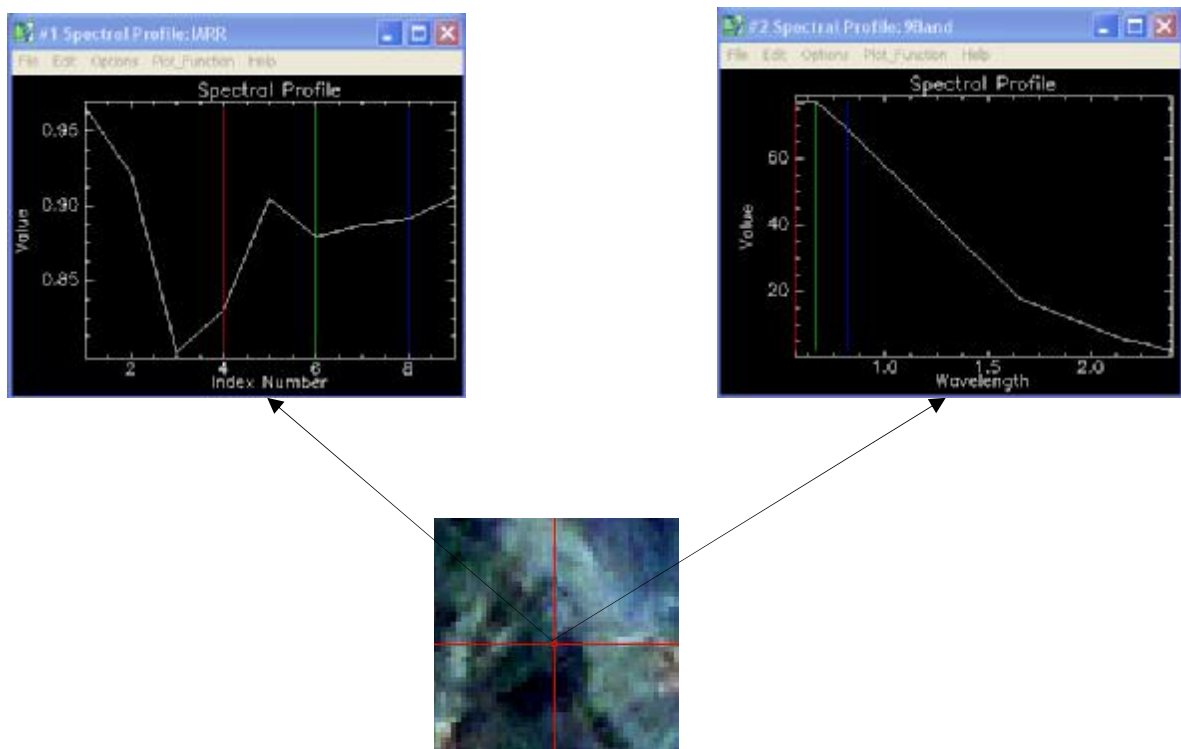 #1 Spectral Profile:IARR
File Edit Options Plot_Function Help
Spectral Profile
0.95
0.90
0.85
Value
2 4 6 8
Index Number
#2 Spectral Profile:9Band
File Edit Options Plot_Function Help
Spectral Profile
60
40
20
Value
1.0 1.5 2.0
Wavelength